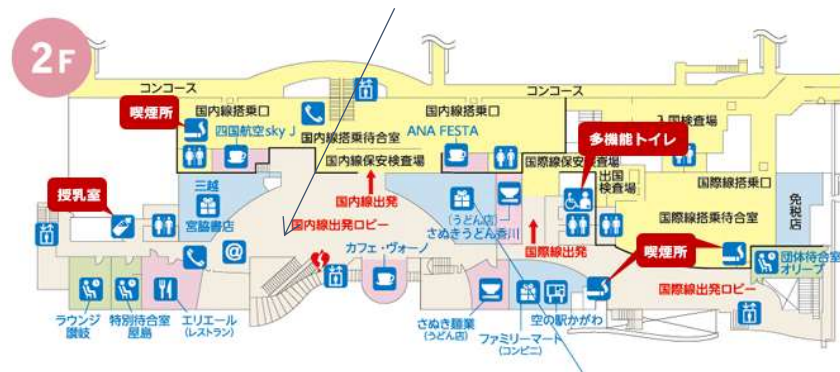 2F
コンコース
コンコース
国内線搭乗口
国内線搭乗口
入国検査場
喫煙所
四国航空sky J
国内線搭乗待合室
ANA FESTA
多機能トイレ
国内線保安検査場
国際線保安検査場
出国
検査場
国際線搭乗口
三越
宮脇書店
授乳室
国内線出発
国内線出発ロビー
(うどん店)
さぬきうどん香川
国際線出発
国際線搭乗待合室
免税店
カフェ・ヴォーノ
喫煙所
団体待合室
オリーブ
国際線出発ロビー
ラウンジ
讃岐
特別待合室
屋島
エリエール
(レストラン)
さぬき麺業
(うどん店)
空の駅かがわ
ファミリーマート
(コンビニ)